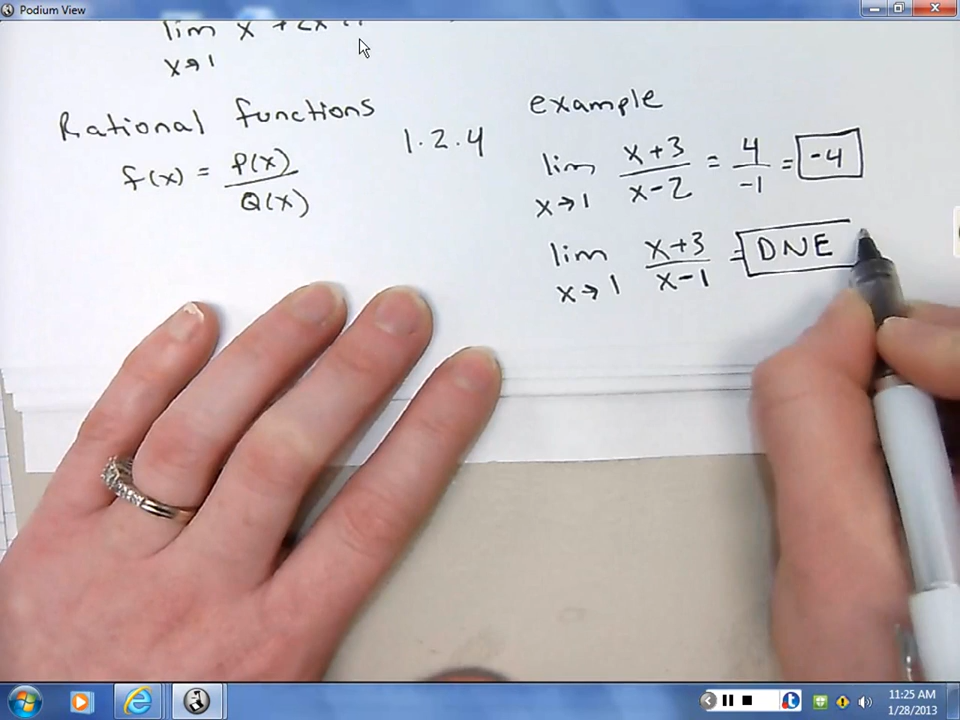 Podium View
lim x + 2x
x→1
Rational functions
f(x) = P(x) / Q(x)
1.2.4
example
lim x→1 x+3 / x-2 = 4 / -1 = -4
lim x→1 x+3 / x-1 = DNE
11:25 AM
1/28/2013